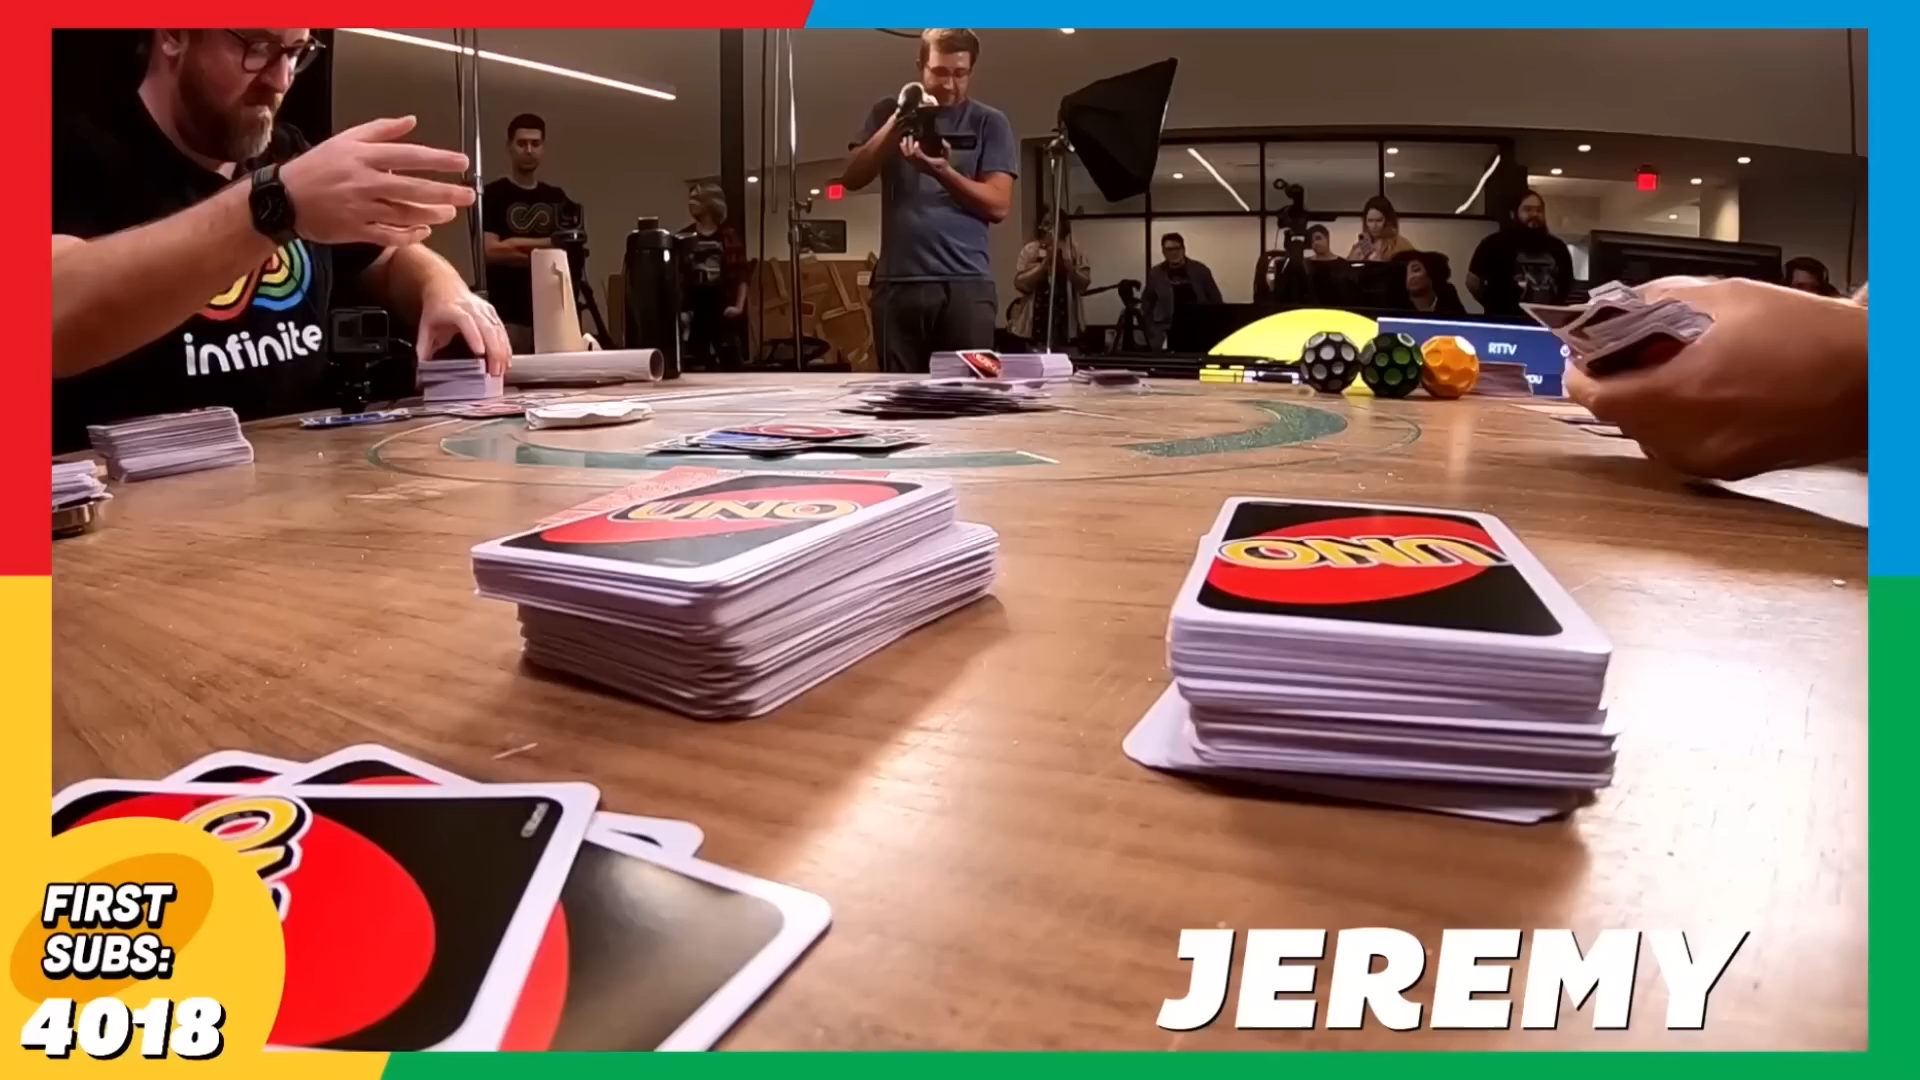 infinite
RTTV
UNO
UNO
FIRST
SUBS:
4018
JEREMY